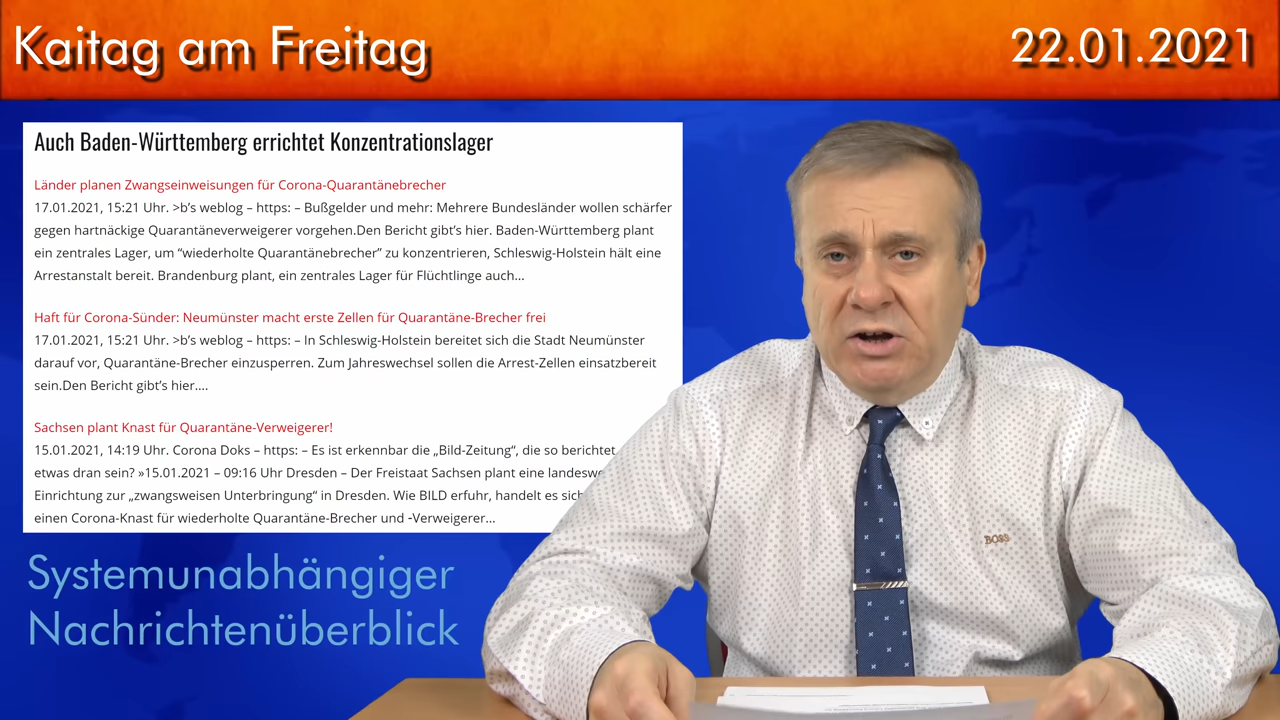 Kaitag am Freitag
22.01.2021
Auch Baden-Württemberg errichtet Konzentrationslager
Länder planen Zwangseinweisungen für Corona-Quarantänebrecher
17.01.2021, 15:21 Uhr. >b’s weblog – https: – Bußgelder und mehr: Mehrere Bundesländer wollen schärfer
gegen hartnäckige Quarantäneverweigerer vorgehen.Den Bericht gibt’s hier. Baden-Württemberg plant
ein zentrales Lager, um “wiederholte Quarantänebrecher” zu konzentrieren, Schleswig-Holstein hält eine
Arrestanstalt bereit. Brandenburg plant, ein zentrales Lager für Flüchtlinge auch...
Haft für Corona-Sünder: Neumünster macht erste Zellen für Quarantäne-Brecher frei
17.01.2021, 15:21 Uhr. >b’s weblog – https: – In Schleswig-Holstein bereitet sich die Stadt Neumünster
darauf vor, Quarantäne-Brecher einzusperren. Zum Jahreswechsel sollen die Arrest-Zellen einsatzbereit
sein.Den Bericht gibt’s hier....
Sachsen plant Knast für Quarantäne-Verweigerer!
15.01.2021, 14:19 Uhr. Corona Doks – https: – Es ist erkennbar die „Bild-Zeitung“, die so berichtet
etwas dran sein? »15.01.2021 – 09:16 Uhr Dresden – Der Freistaat Sachsen plant eine
Einrichtung zur „zwangsweisen Unterbringung“ in Dresden. Wie BILD erfuhr, handelt es
einen Corona-Knast für wiederholte Quarantäne-Brecher und -Verweigerer...
Systemunabhängiger
Nachrichtenüberblick
BOSS